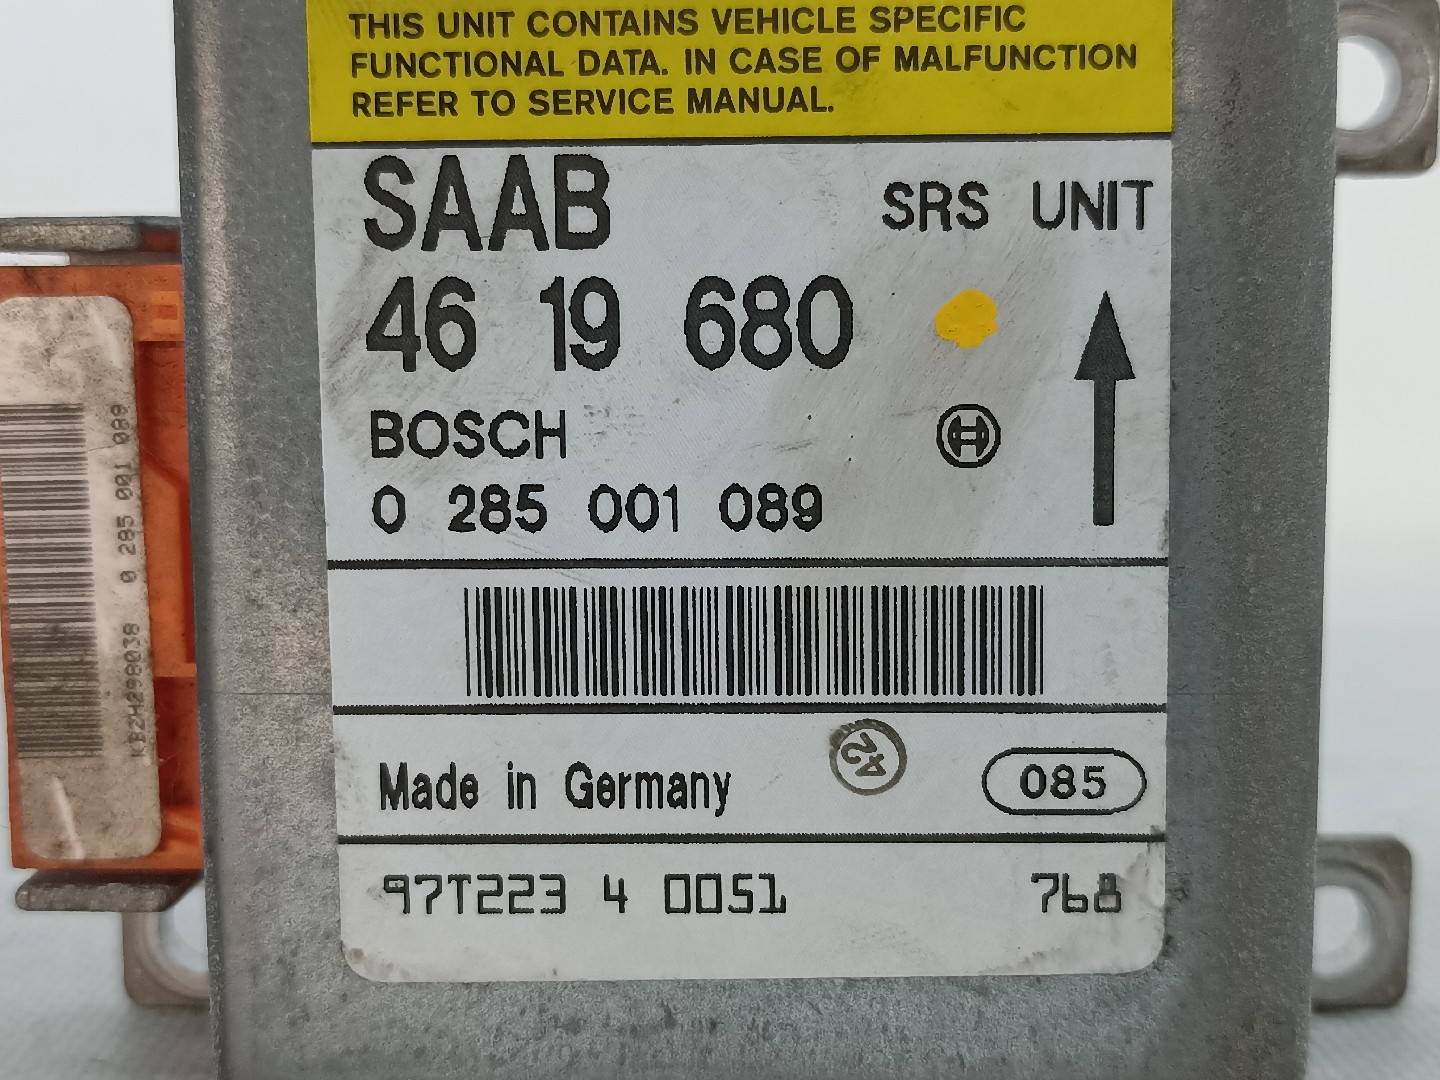 THIS UNIT CONTAINS VEHICLE SPECIFIC
FUNCTIONAL DATA. IN CASE OF MALFUNCTION
REFER TO SERVICE MANUAL.
SAAB SRS UNIT
46 19 680
BOSCH
0 285 001 089
Made in Germany 42 085
97T223 4 0051 768
KB2H298038 0 285 001 089